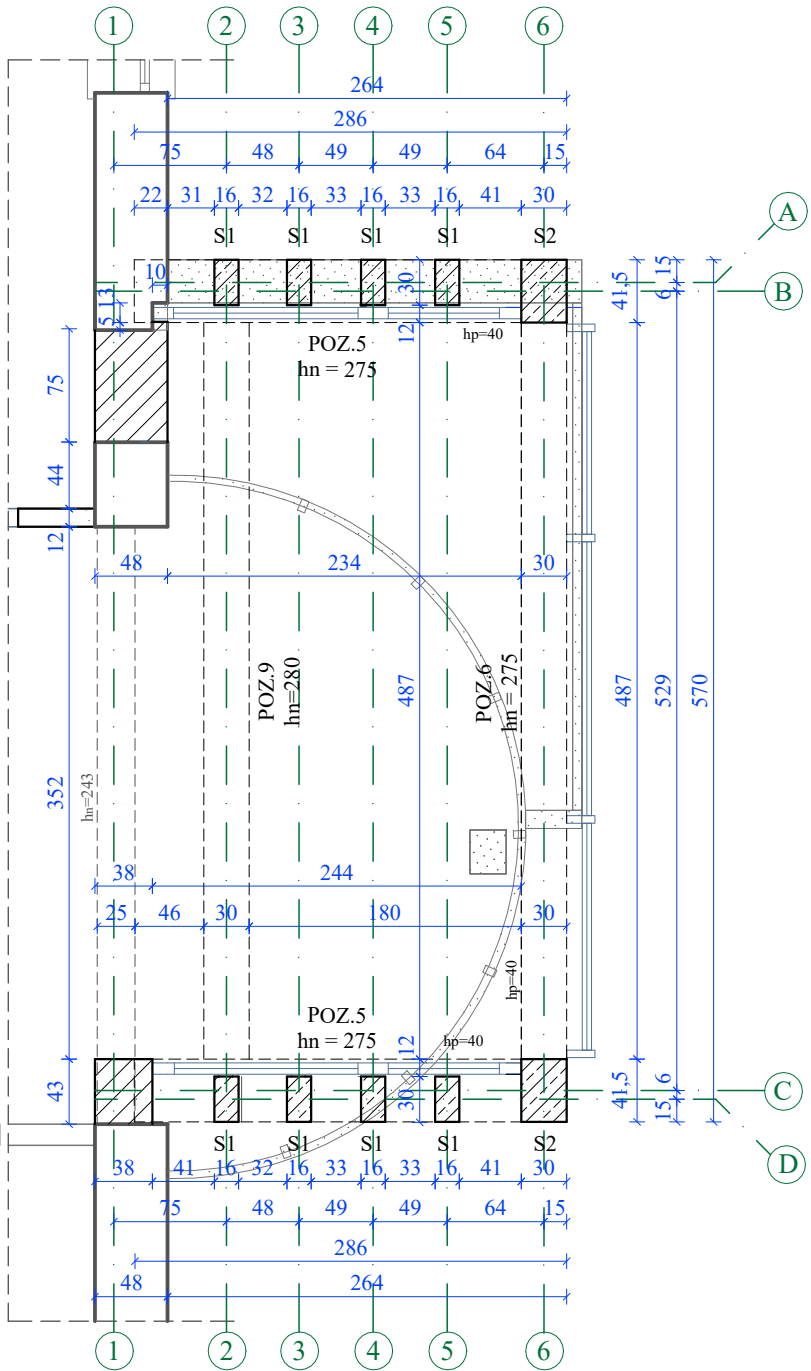 1 2 3 4 5 6
264
286
75 48 49 49 64 15
22 31 16 32 16 33 16 33 16 41 30
S1 S1 S1 S1 S2
A
B
10
30
13
5
12
41,5
15
6
POZ.5
hn = 275
hp=40
75
44
12
48 234 30
POZ.9
hn=280
487
POZ.6
hn = 275
487
529
570
352
hn=243
38 244
25 46 30 180 30
hp=40
POZ.5
hn = 275
12
hp=40
43
30
41,5
6
15
C
D
S1 S1 S1 S1 S2
38 41 16 32 16 33 16 33 16 41 30
75 48 49 49 64 15
286
48 264
1 2 3 4 5 6